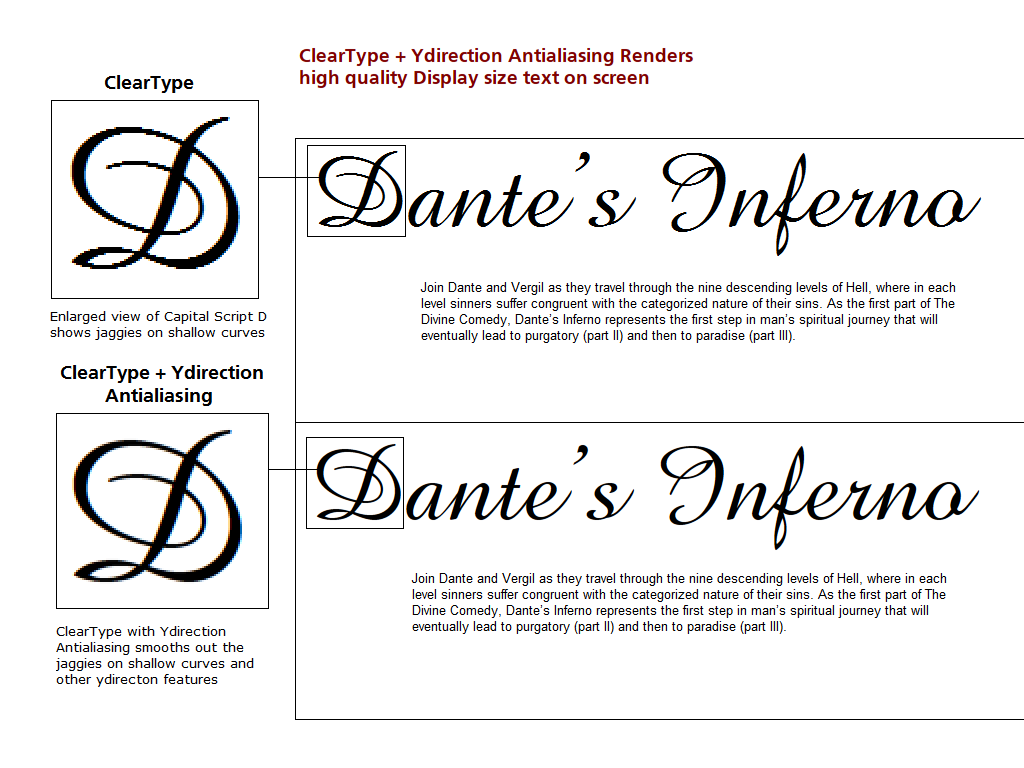 ClearType + Ydirection Antialiasing Renders
high quality Display size text on screen
ClearType
D
Enlarged view of Capital Script D
shows jaggies on shallow curves
Dante’s Inferno
Join Dante and Vergil as they travel through the nine descending levels of Hell, where in each
level sinners suffer congruent with the categorized nature of their sins. As the first part of The
Divine Comedy, Dante’s Inferno represents the first step in man’s spiritual journey that will
eventually lead to purgatory (part II) and then to paradise (part III).
ClearType + Ydirection
Antialiasing
D
ClearType with Ydirection
Antialiasing smooths out the
jaggies on shallow curves and
other ydirecton features
Dante’s Inferno
Join Dante and Vergil as they travel through the nine descending levels of Hell, where in each
level sinners suffer congruent with the categorized nature of their sins. As the first part of The
Divine Comedy, Dante’s Inferno represents the first step in man’s spiritual journey that will
eventually lead to purgatory (part II) and then to paradise (part III).